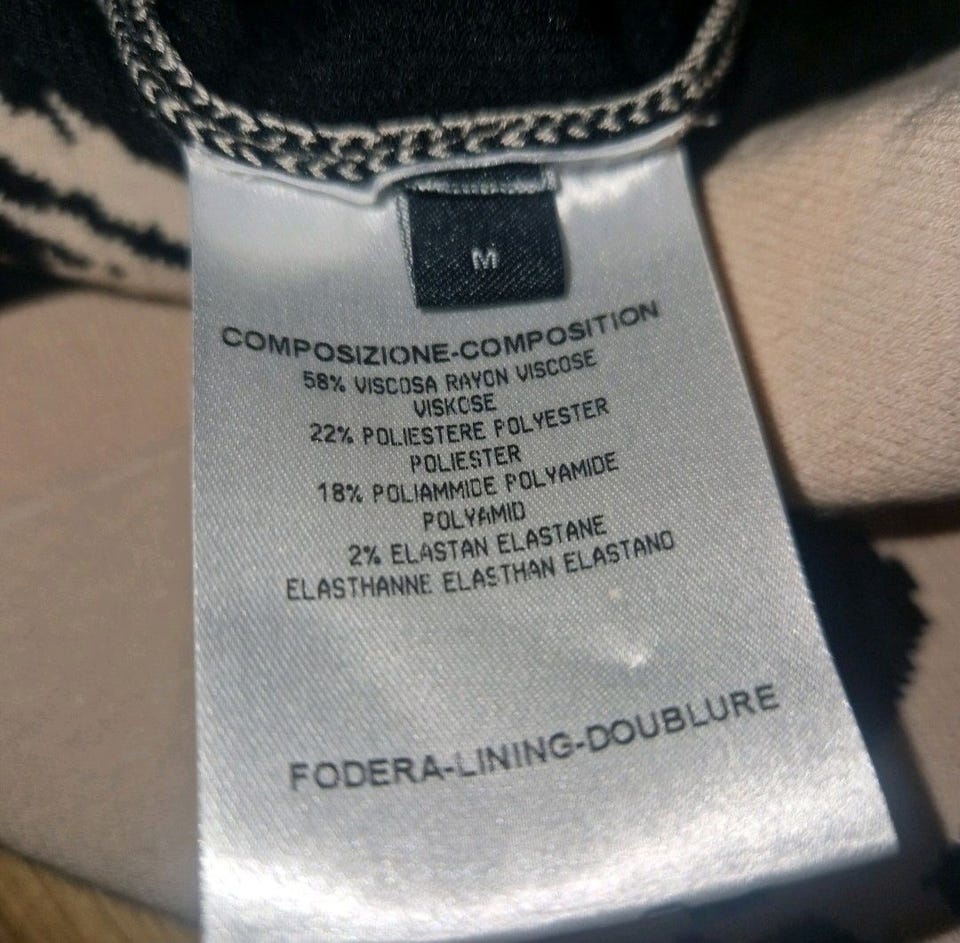 M
COMPOSIZIONE-COMPOSITION
58% VISCOSA RAYON VISCOSE
VISKOSE
22% POLIESTERE POLYESTER
POLIESTER
18% POLIAMMIDE POLYAMIDE
POLYAMID
2% ELASTAN ELASTANE
ELASTHANNE ELASTHAN ELASTANO
FODERA-LINING-DOUBLURE